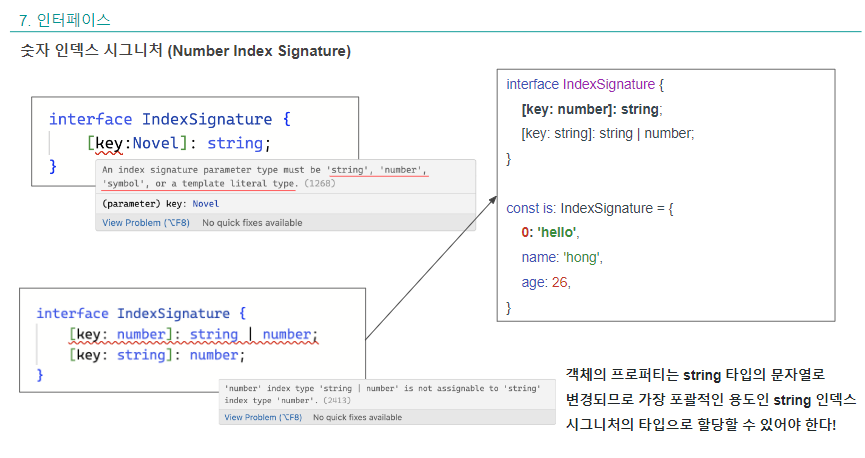 7. 인터페이스
숫자 인덱스 시그니처 (Number Index Signature)
interface IndexSignature {
[key:Novel]: string;
}
An index signature parameter type must be 'string', 'number',
'symbol', or a template literal type. (1268)
(parameter) key: Novel
View Problem (⌥F8) No quick fixes available
interface IndexSignature {
[key: number]: string | number;
[key: string]: number;
}
'number' index type 'string | number' is not assignable to 'string'
index type 'number'. (2413)
View Problem (⌥F8) No quick fixes available
interface IndexSignature {
[key: number]: string;
[key: string]: string | number;
}
const is: IndexSignature = {
0: 'hello',
name: 'hong',
age: 26,
}
객체의 프로퍼티는 string 타입의 문자열로
변경되므로 가장 포괄적인 용도인 string 인덱스
시그니처의 타입으로 할당할 수 있어야 한다!